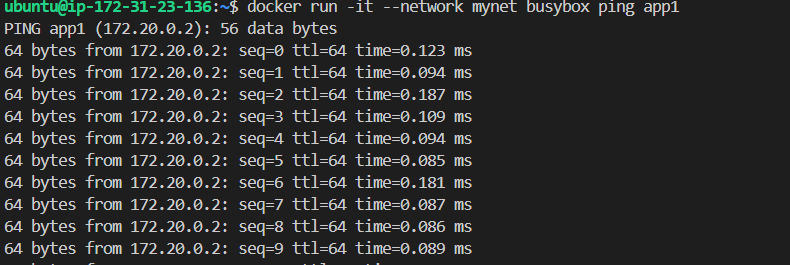 ubuntu@ip-172-31-23-136:~$ docker run -it --network mynet busybox ping app1
PING app1 (172.20.0.2): 56 data bytes
64 bytes from 172.20.0.2: seq=0 ttl=64 time=0.123 ms
64 bytes from 172.20.0.2: seq=1 ttl=64 time=0.094 ms
64 bytes from 172.20.0.2: seq=2 ttl=64 time=0.187 ms
64 bytes from 172.20.0.2: seq=3 ttl=64 time=0.109 ms
64 bytes from 172.20.0.2: seq=4 ttl=64 time=0.094 ms
64 bytes from 172.20.0.2: seq=5 ttl=64 time=0.085 ms
64 bytes from 172.20.0.2: seq=6 ttl=64 time=0.181 ms
64 bytes from 172.20.0.2: seq=7 ttl=64 time=0.087 ms
64 bytes from 172.20.0.2: seq=8 ttl=64 time=0.086 ms
64 bytes from 172.20.0.2: seq=9 ttl=64 time=0.089 ms